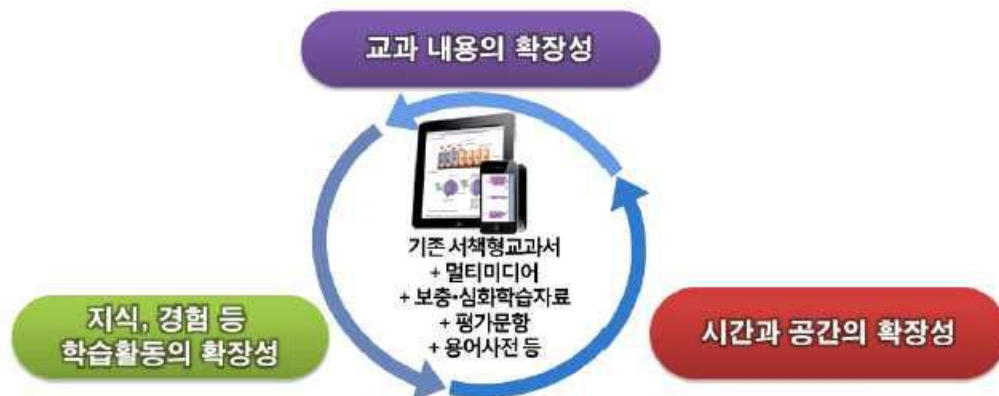 교과 내용의 확장성
기존 서책형교과서
+ 멀티미디어
+ 보충•심화학습자료
+ 평가문항
+ 용어사전 등
지식, 경험 등
학습활동의 확장성
시간과 공간의 확장성